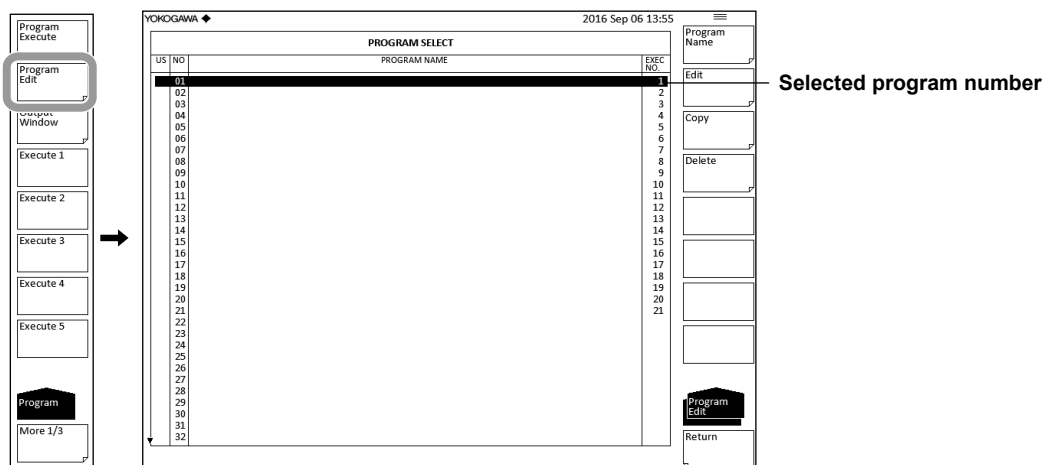 Program
Execute
Program
Edit
Output
Window
Execute 1
Execute 2
Execute 3
Execute 4
Execute 5
Program
More 1/3
YOKOGAWA ◆
2016 Sep 06 13:55
PROGRAM SELECT
US NO PROGRAM NAME EXEC
NO.
01 1
02 2
03 3
04 4
05 5
06 6
07 7
08 8
09 9
10 10
11 11
12 12
13 13
14 14
15 15
16 16
17 17
18 18
19 19
20 20
21 21
22
23
24
25
26
27
28
29
30
31
32
Program
Name
Edit
Copy
Delete
Program
Edit
Return
Selected program number